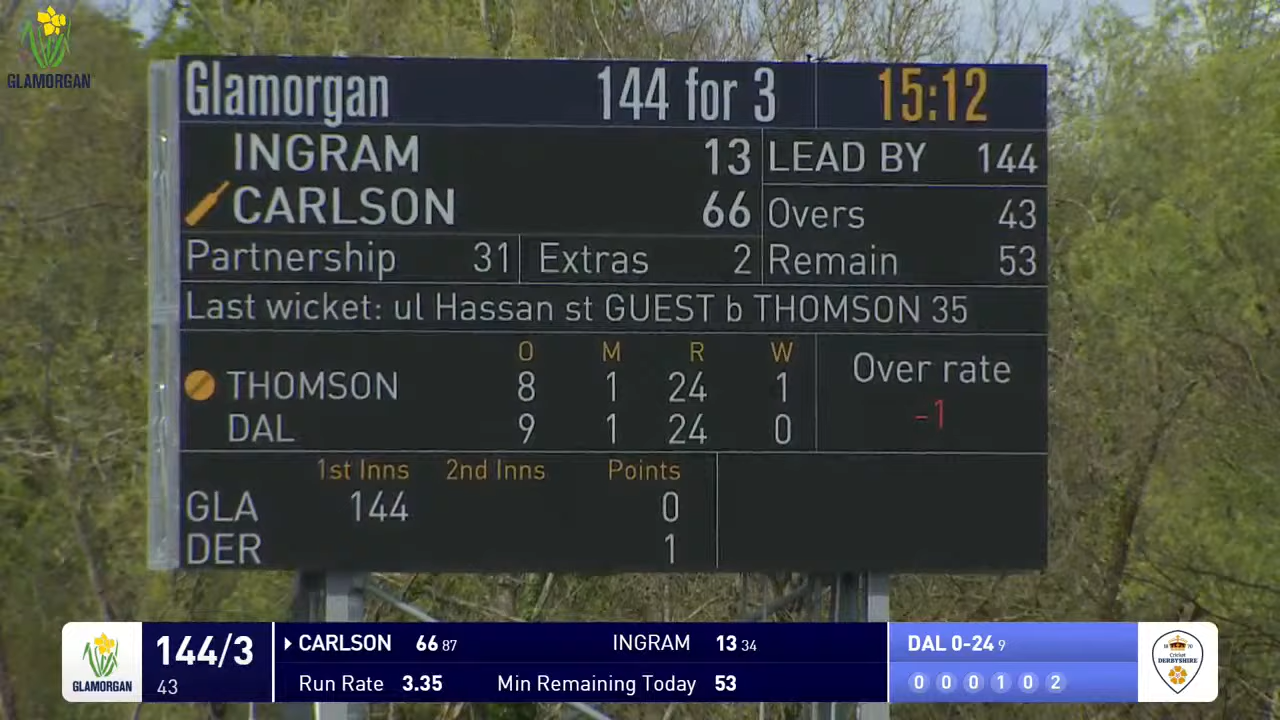 GLAMORGAN
Glamorgan 144 for 3 15:12
INGRAM 13 LEAD BY 144
CARLSON 66 Overs 43
Partnership 31 Extras 2 Remain 53
Last wicket: ul Hassan st GUEST b THOMSON 35
O M R W Over rate
THOMSON 8 1 24 1 -1
DAL 9 1 24 0
1st Inns 2nd Inns Points
GLA 144 0
DER 1
GLAMORGAN 144/3 CARLSON 66 87 INGRAM 13 34 DAL 0-24 9
43 Run Rate 3.35 Min Remaining Today 53 0 0 0 1 0 2
18 70
Cricket
DERBYSHIRE